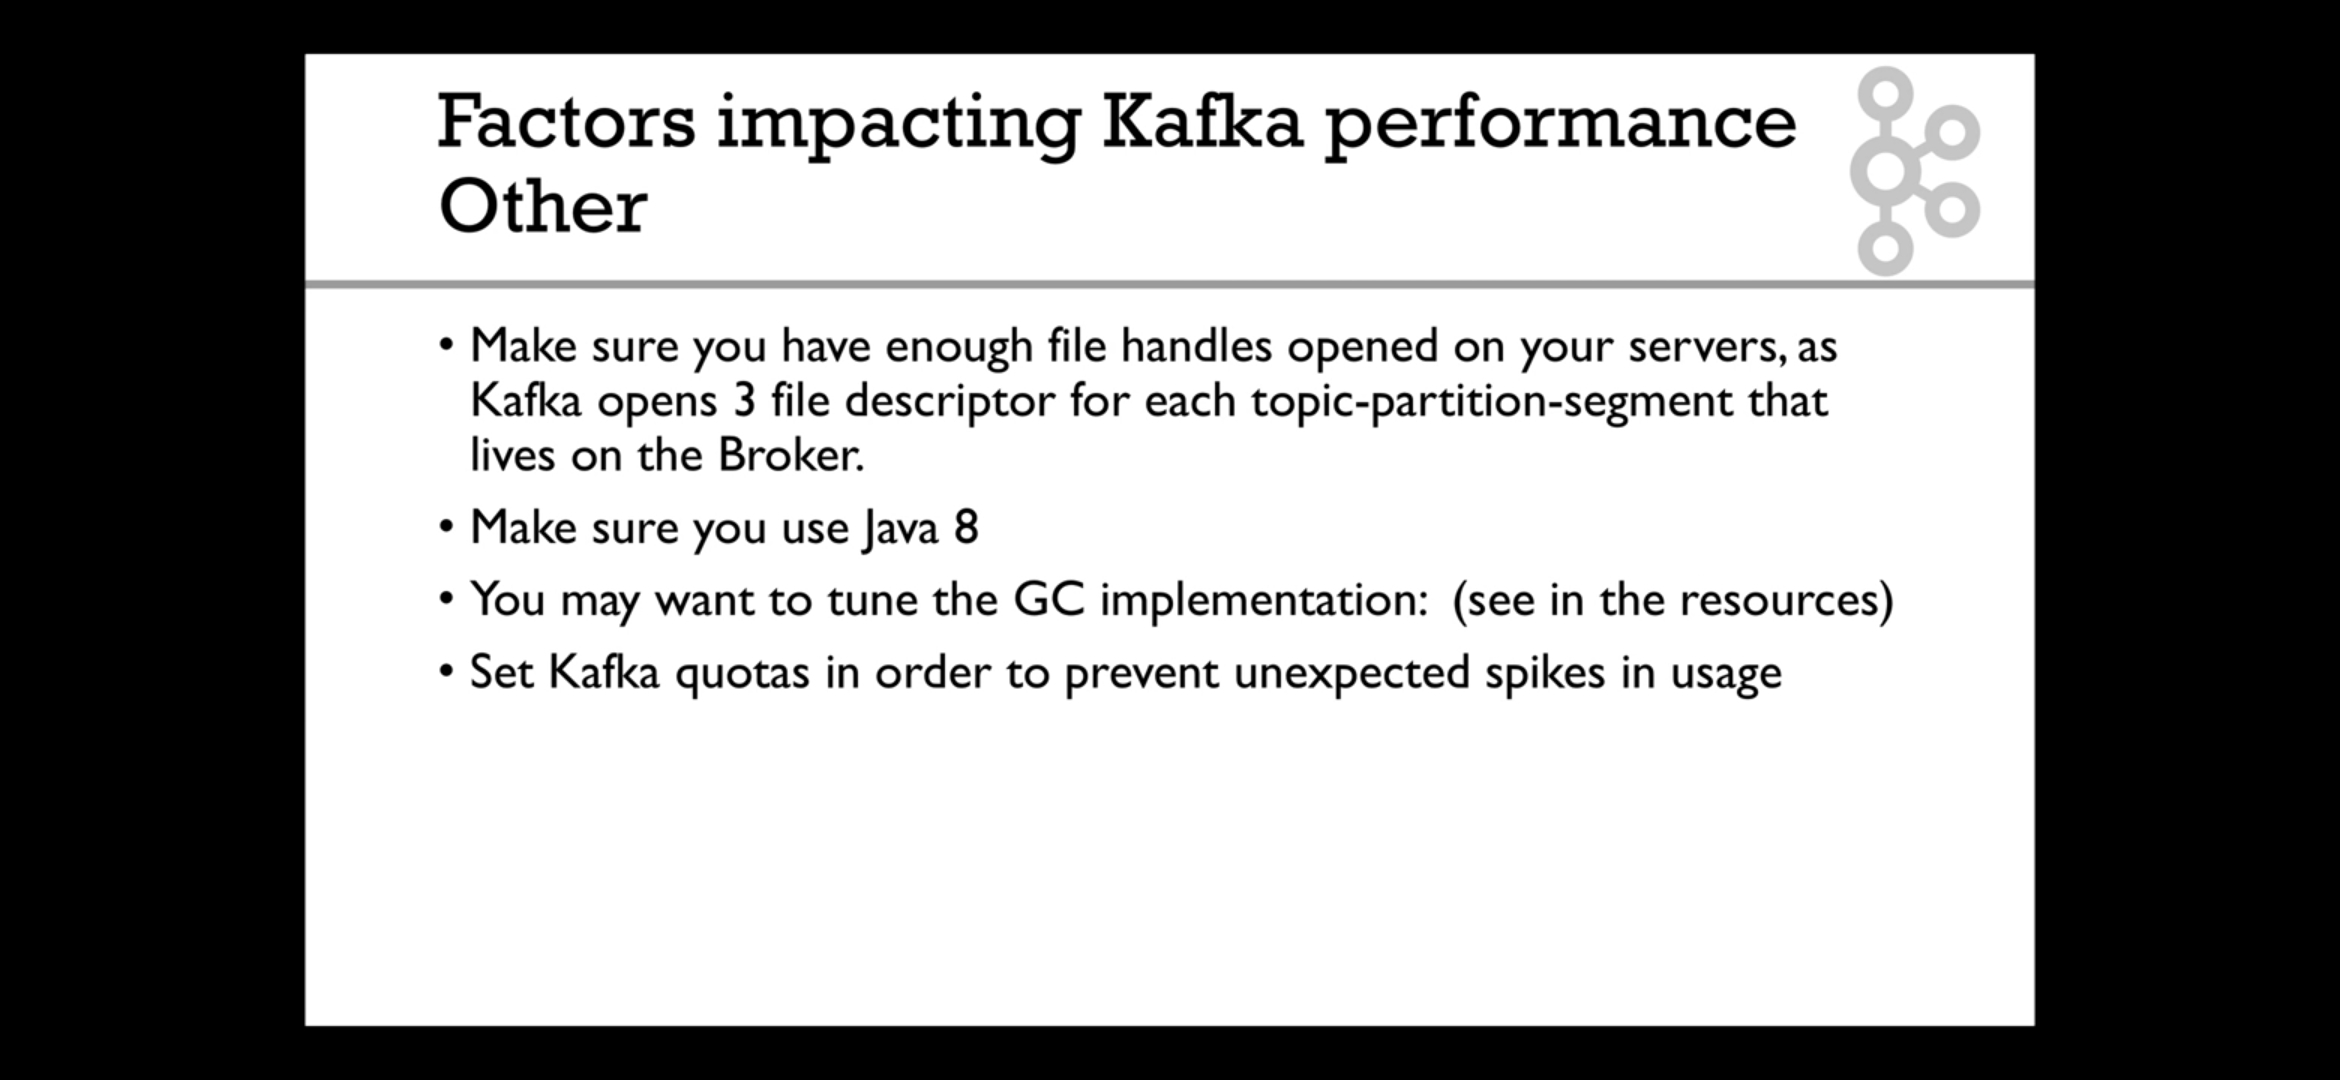 Factors impacting Kafka performance
Other
• Make sure you have enough file handles opened on your servers, as
Kafka opens 3 file descriptor for each topic-partition-segment that
lives on the Broker.
• Make sure you use Java 8
• You may want to tune the GC implementation:  (see in the resources)
• Set Kafka quotas in order to prevent unexpected spikes in usage